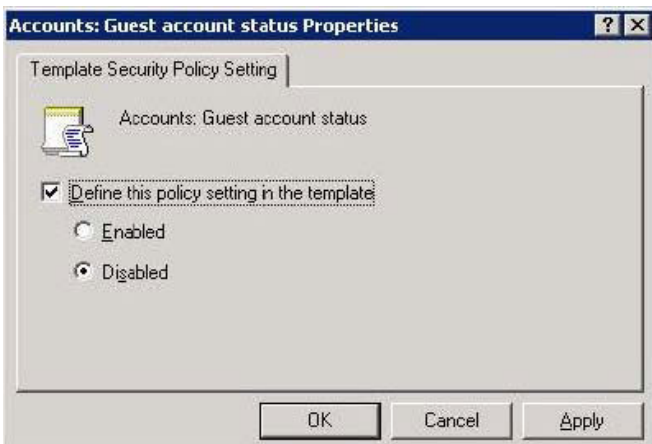 Accounts: Guest account status Properties
Template Security Policy Setting
Accounts: Guest account status
Define this policy setting in the template
Enabled
Disabled
OK
Cancel
Apply